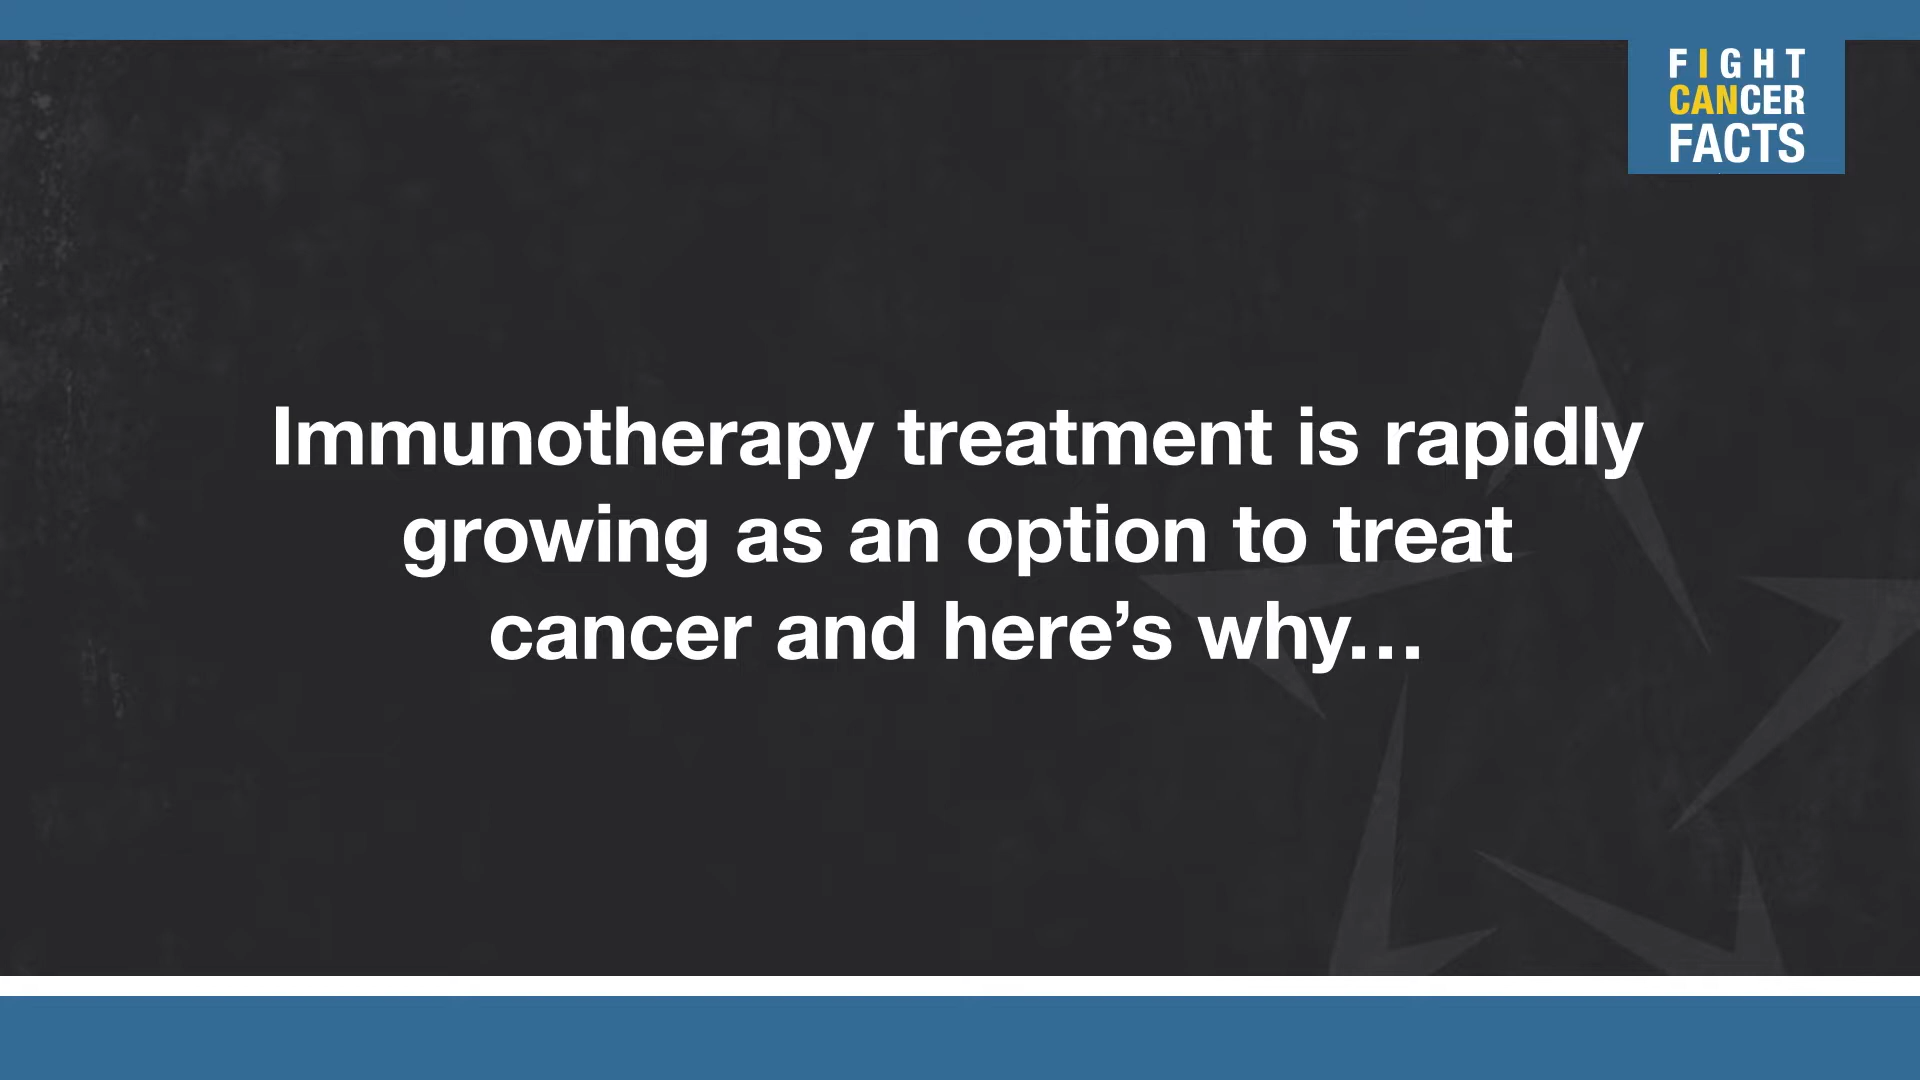 FIGHT
CANCER
FACTS
Immunotherapy treatment is rapidly
growing as an option to treat
cancer and here’s why…